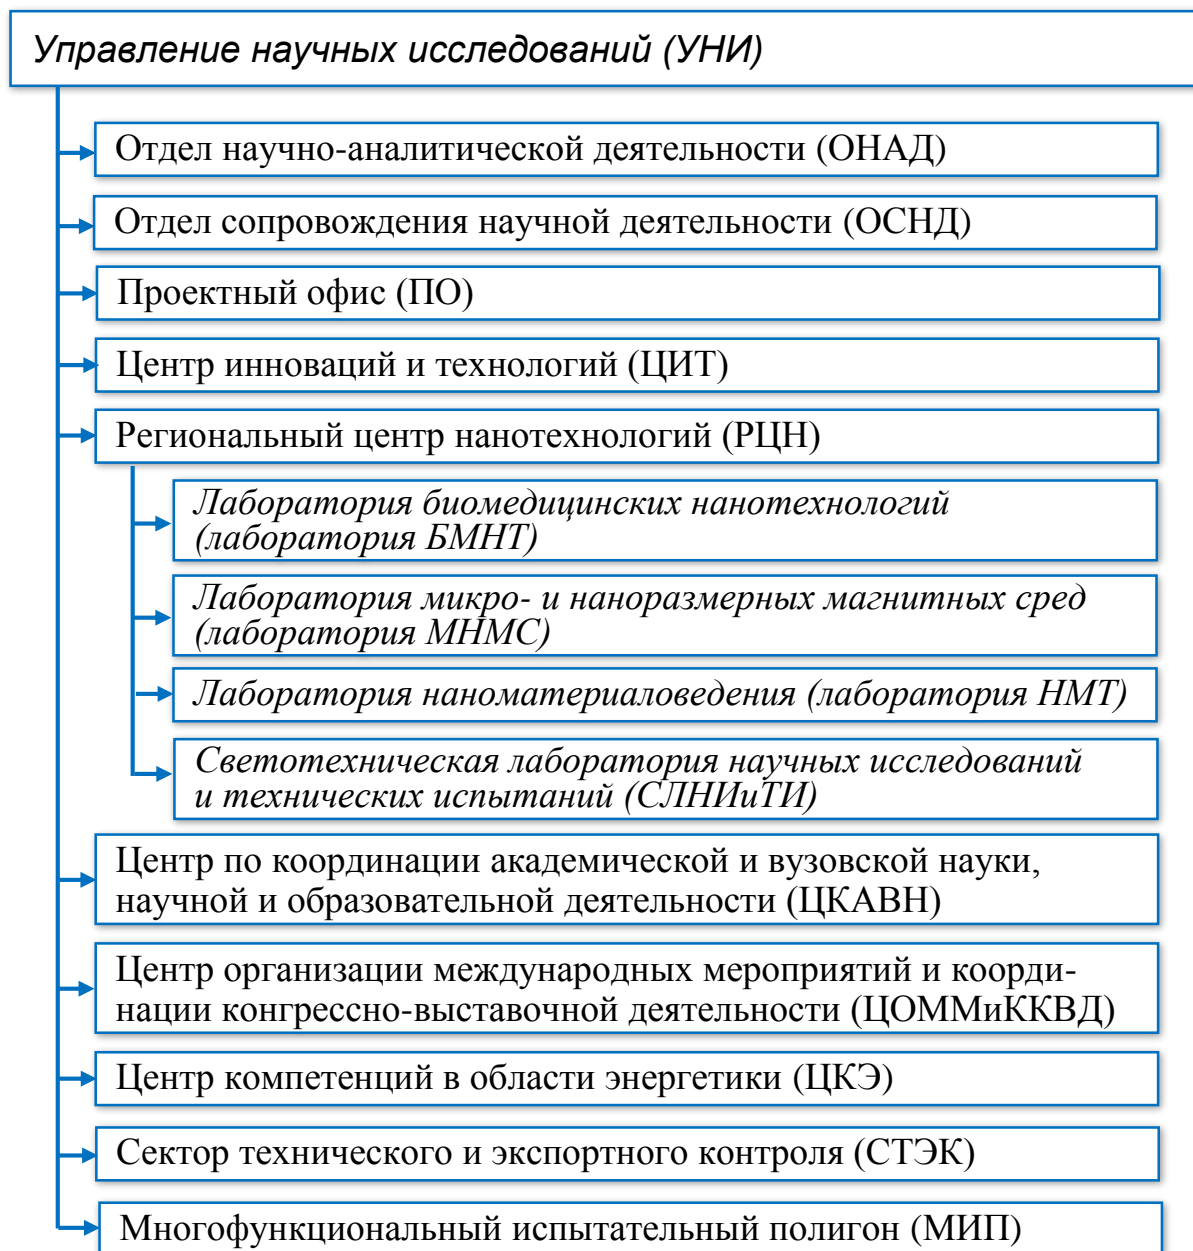 Управление научных исследований (УНИ)
Отдел научно-аналитической деятельности (ОНАД)
Отдел сопровождения научной деятельности (ОСНД)
Проектный офис (ПО)
Центр инноваций и технологий (ЦИТ)
Региональный центр нанотехнологий (РЦН)
Лаборатория биомедицинских нанотехнологий
(лаборатория БМНТ)
Лаборатория микро- и наноразмерных магнитных сред
(лаборатория МНМС)
Лаборатория наноматериаловедения (лаборатория НМТ)
Светотехническая лаборатория научных исследований
и технических испытаний (СЛНИиТИ)
Центр по координации академической и вузовской науки,
научной и образовательной деятельности (ЦКАВН)
Центр организации международных мероприятий и коорди-
нации конгрессно-выставочной деятельности (ЦОММиККВД)
Центр компетенций в области энергетики (ЦКЭ)
Сектор технического и экспортного контроля (СТЭК)
Многофункциональный испытательный полигон (МИП)